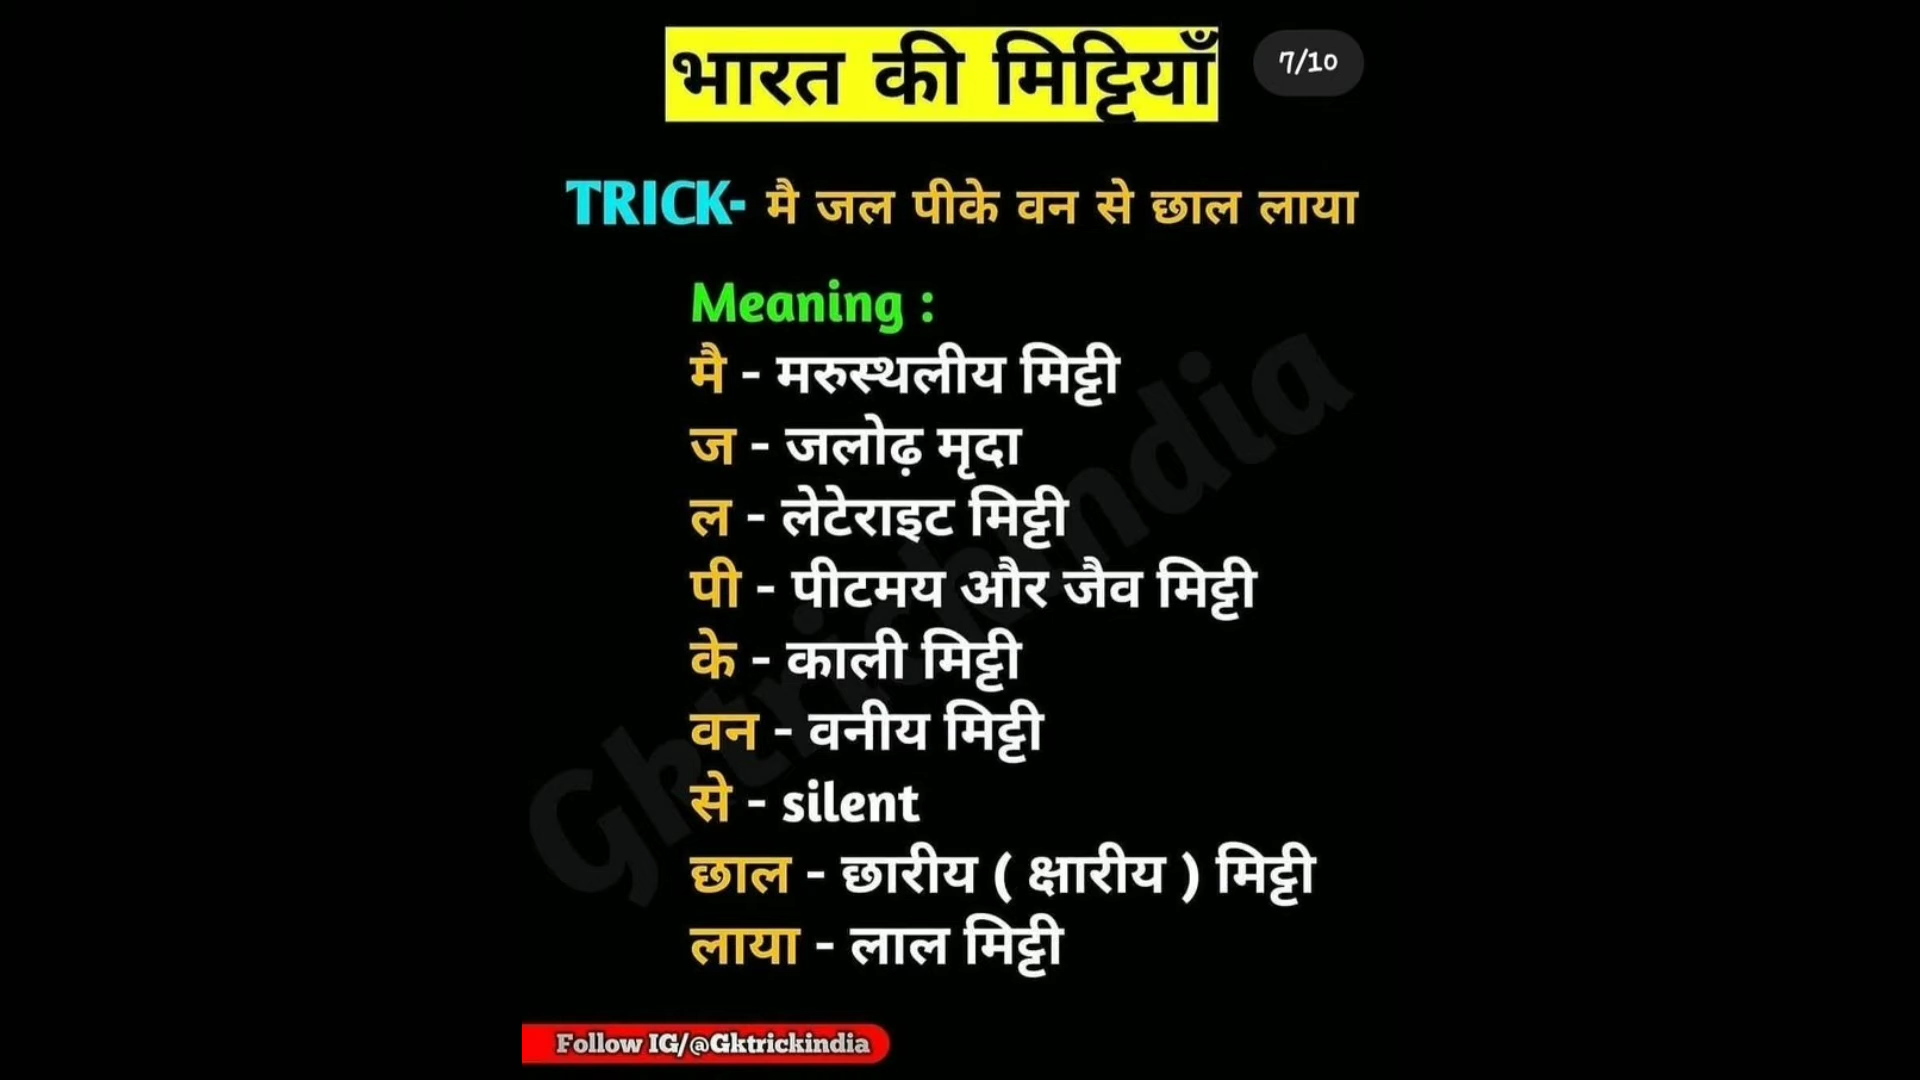 भारत की मिट्टियाँ
7/10
TRICK- मै जल पीके वन से छाल लाया
Meaning :
मै - मरुस्थलीय मिट्टी
ज - जलोढ़ मृदा
ल - लेटेराइट मिट्टी
पी - पीटमय और जैव मिट्टी
के - काली मिट्टी
वन - वनीय मिट्टी
से - silent
छाल - छारीय ( क्षारीय ) मिट्टी
लाया - लाल मिट्टी
Gktrickindia
Follow IG/@Gktrickindia